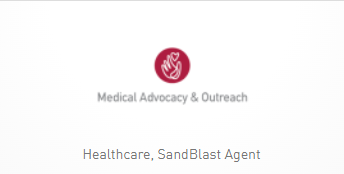 Medical Advocacy & Outreach
Healthcare, SandBlast Agent